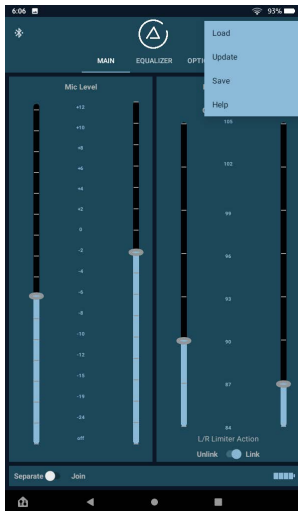 6:06
93%
Load
Update
Save
Help
MAIN
EQUALIZER
Mic Level
+12
+10
+8
+6
+4
+2
0
-2
-4
-6
-8
-10
-12
-15
-19
-24
off
105
102
99
96
93
90
87
84
L/R Limiter Action
Unlink
Link
Separate
Join